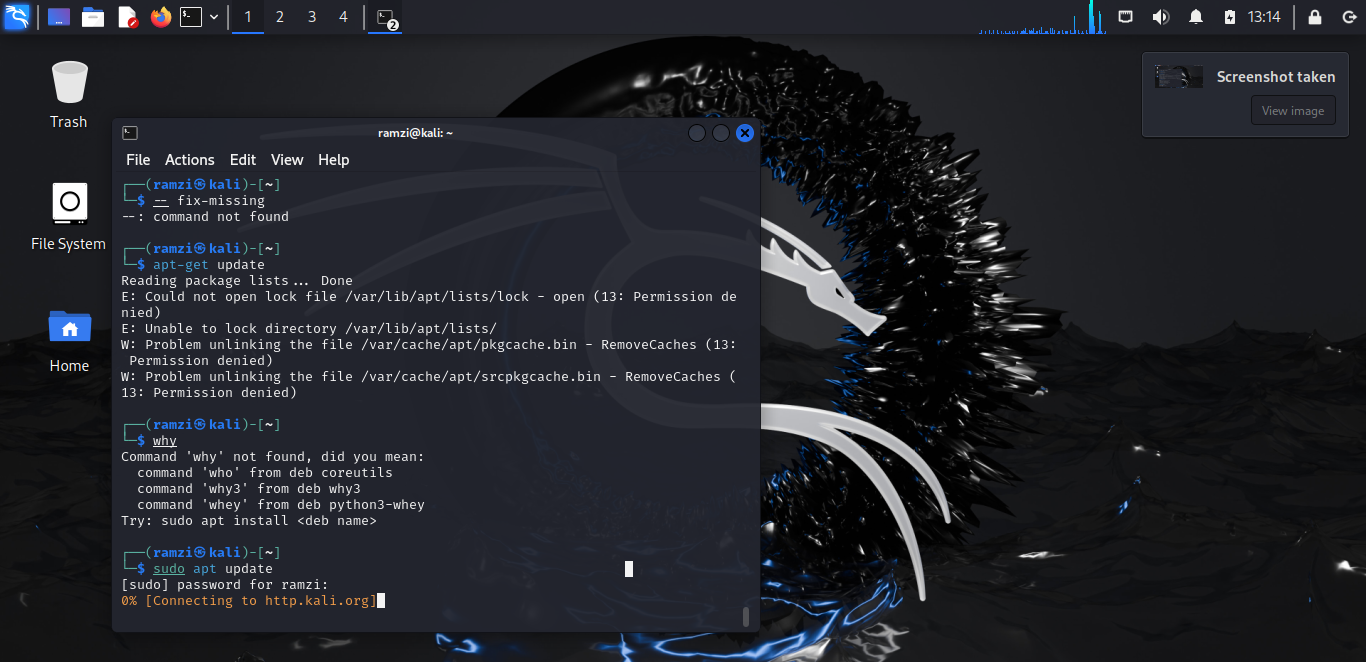 1 2 3 4 2 13:14
Screenshot taken
View image
Trash
File System
Home
ramzi@kali: ~
File Actions Edit View Help
┌──(ramzi㉿kali)-[~]
└─$ -- fix-missing
--: command not found
┌──(ramzi㉿kali)-[~]
└─$ apt-get update
Reading package lists... Done
E: Could not open lock file /var/lib/apt/lists/lock - open (13: Permission de
nied)
E: Unable to lock directory /var/lib/apt/lists/
W: Problem unlinking the file /var/cache/apt/pkgcache.bin - RemoveCaches (13:
 Permission denied)
W: Problem unlinking the file /var/cache/apt/srcpkgcache.bin - RemoveCaches (
13: Permission denied)
┌──(ramzi㉿kali)-[~]
└─$ why
Command 'why' not found, did you mean:
  command 'who' from deb coreutils
  command 'why3' from deb why3
  command 'whey' from deb python3-whey
Try: sudo apt install <deb name>
┌──(ramzi㉿kali)-[~]
└─$ sudo apt update
[sudo] password for ramzi:
0% [Connecting to http.kali.org]